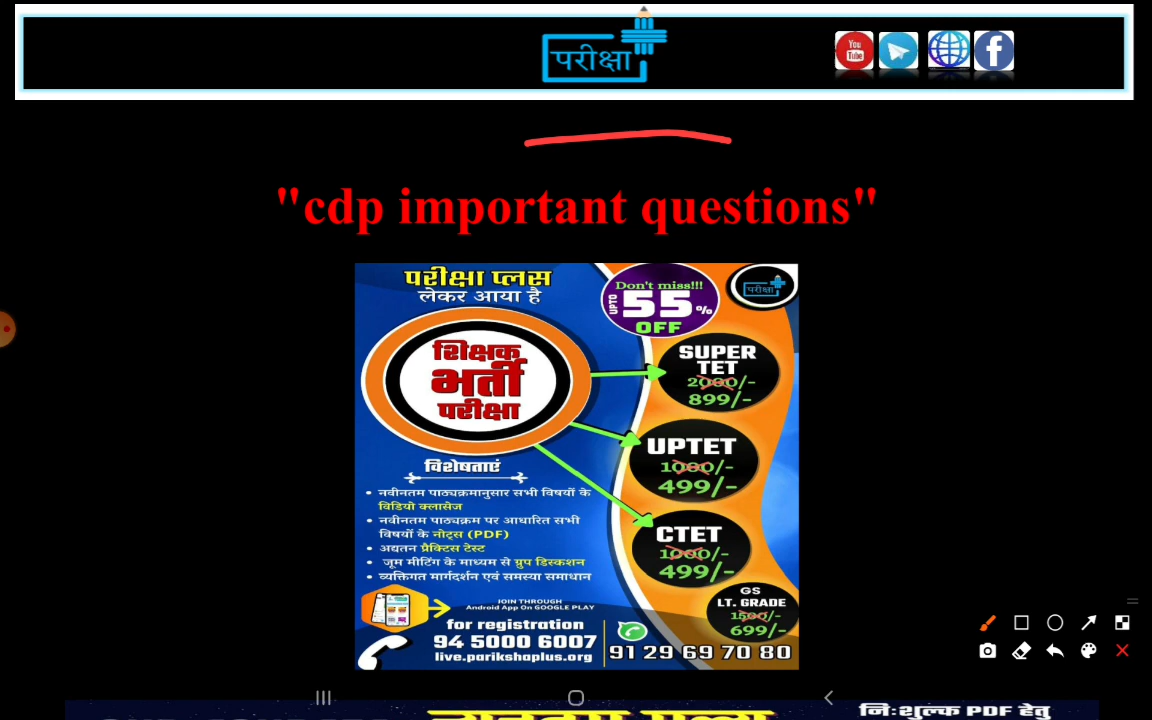 परीक्षा
You
Tube
"cdp important questions"
परीक्षा प्लस
लेकर आया है
Don't miss!!!
UPTO
55%
OFF
परीक्षा
शिक्षक
भर्ती
परीक्षा
SUPER
TET
2000/-
899/-
UPTET
1000/-
499/-
CTET
1000/-
499/-
GS
LT. GRADE
1500/-
699/-
विशेषताएं
• नवीनतम पाठ्यक्रमानुसार सभी विषयों के
विडियो क्लासेज
• नवीनतम पाठ्यक्रम पर आधारित सभी
विषयों के नोट्स (PDF)
• अद्यतन प्रैक्टिस टेस्ट
• जूम मीटिंग के माध्यम से ग्रुप डिस्कशन
• व्यक्तिगत मार्गदर्शन एवं समस्या समाधान
JOIN THROUGH
Android App On GOOGLE PLAY
for registration
94 5000 6007
live.parikshaplus.org
91 29 69 70 80
निःशुल्क PDF हेतु